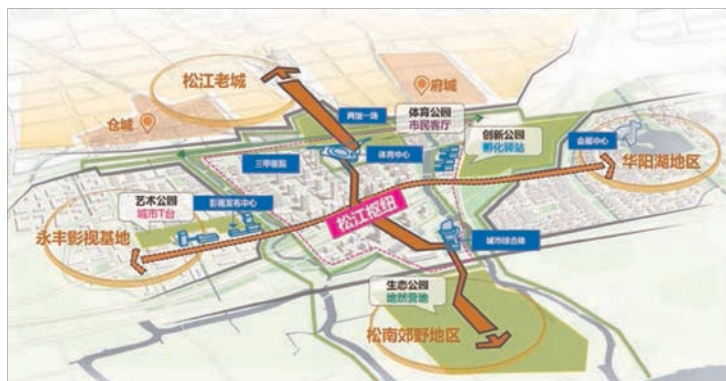 松江老城
府城
仓城
两馆一场
体育公园
市民客厅
创新公园
孵化驿站
会展中心
体育中心
三甲医院
华阳湖地区
艺术公园
城市T台
影视发布中心
松江枢纽
永丰影视基地
城市综合体
生态公园
松南郊野地区